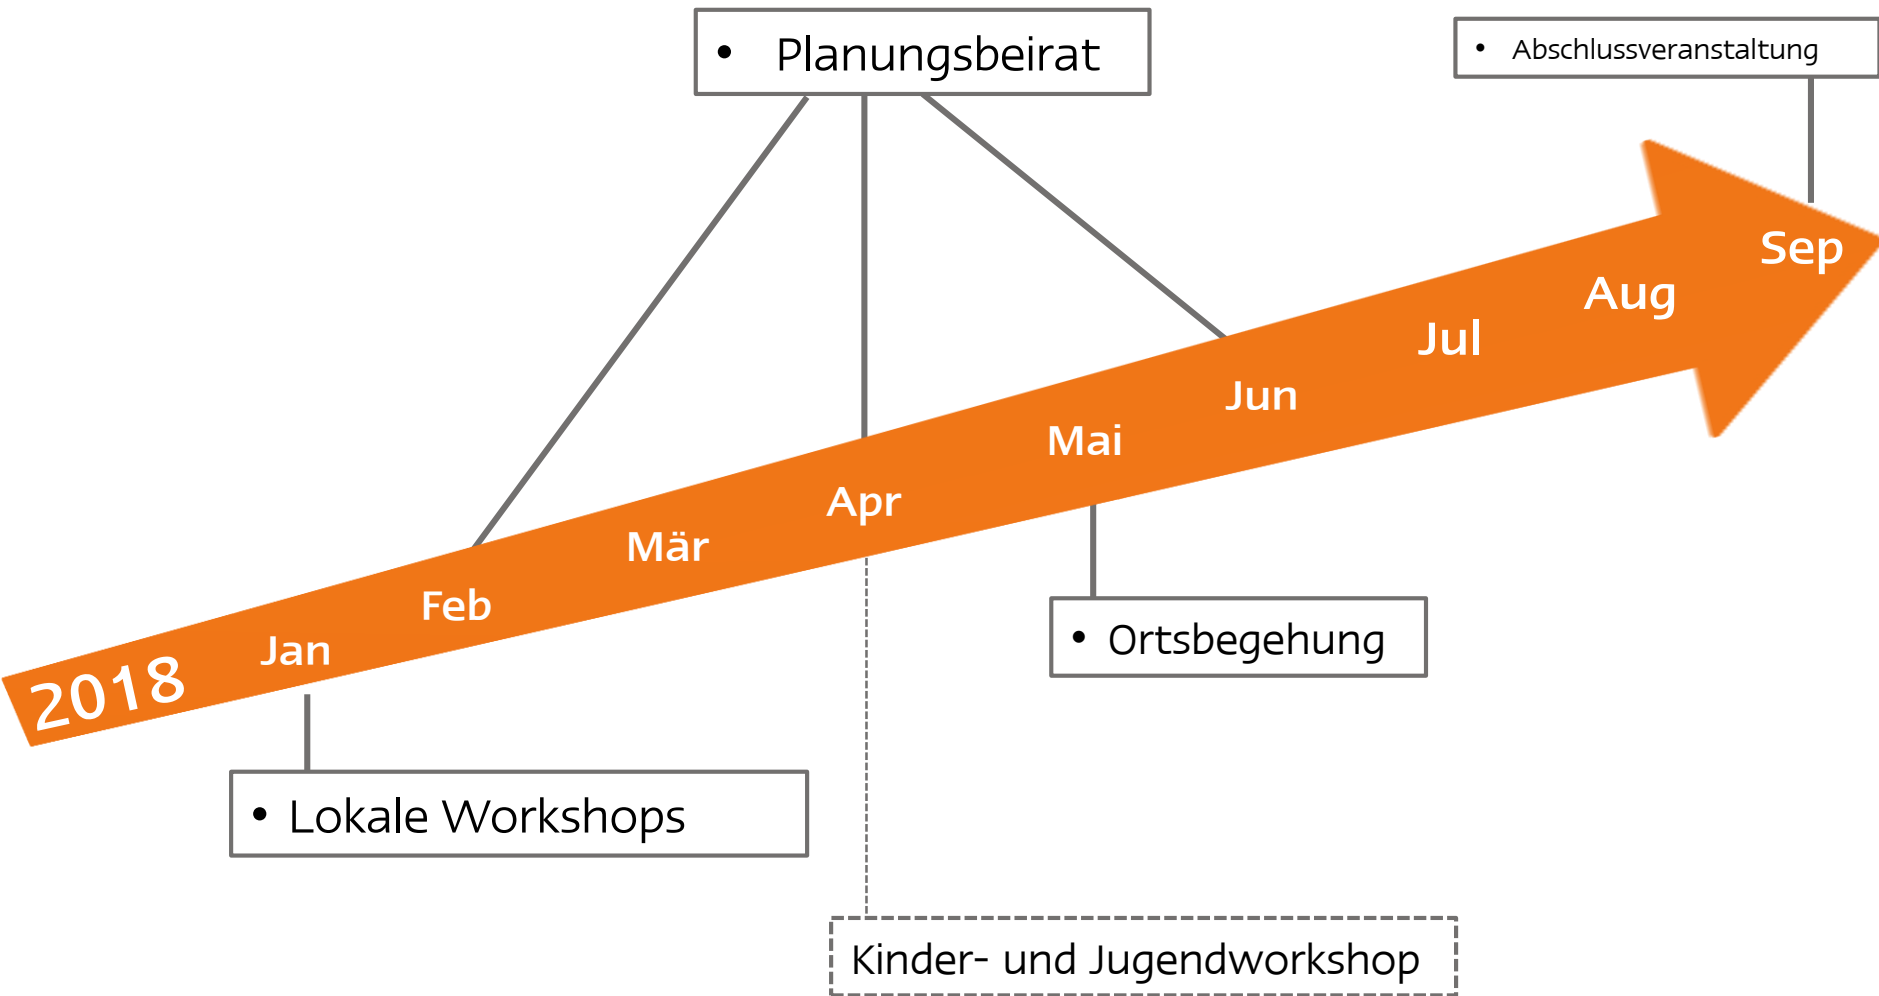 • Planungsbeirat
• Abschlussveranstaltung
2018 Jan Feb Mär Apr Mai Jun Jul Aug Sep
• Ortsbegehung
• Lokale Workshops
Kinder- und Jugendworkshop